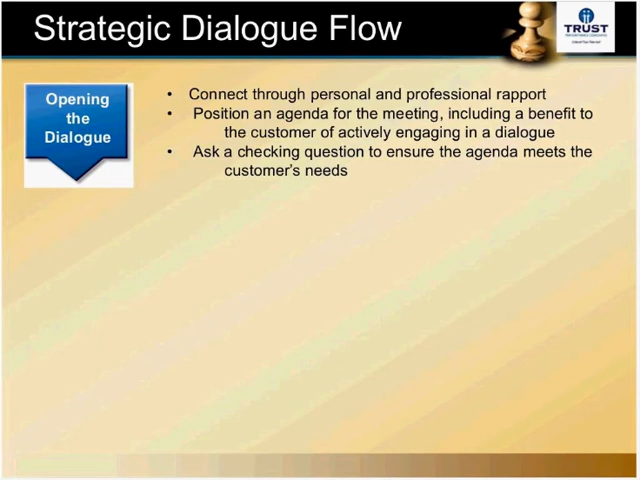 Strategic Dialogue Flow
TRUST
Opening
the
Dialogue
• Connect through personal and professional rapport
• Position an agenda for the meeting, including a benefit to
the customer of actively engaging in a dialogue
• Ask a checking question to ensure the agenda meets the
customer's needs